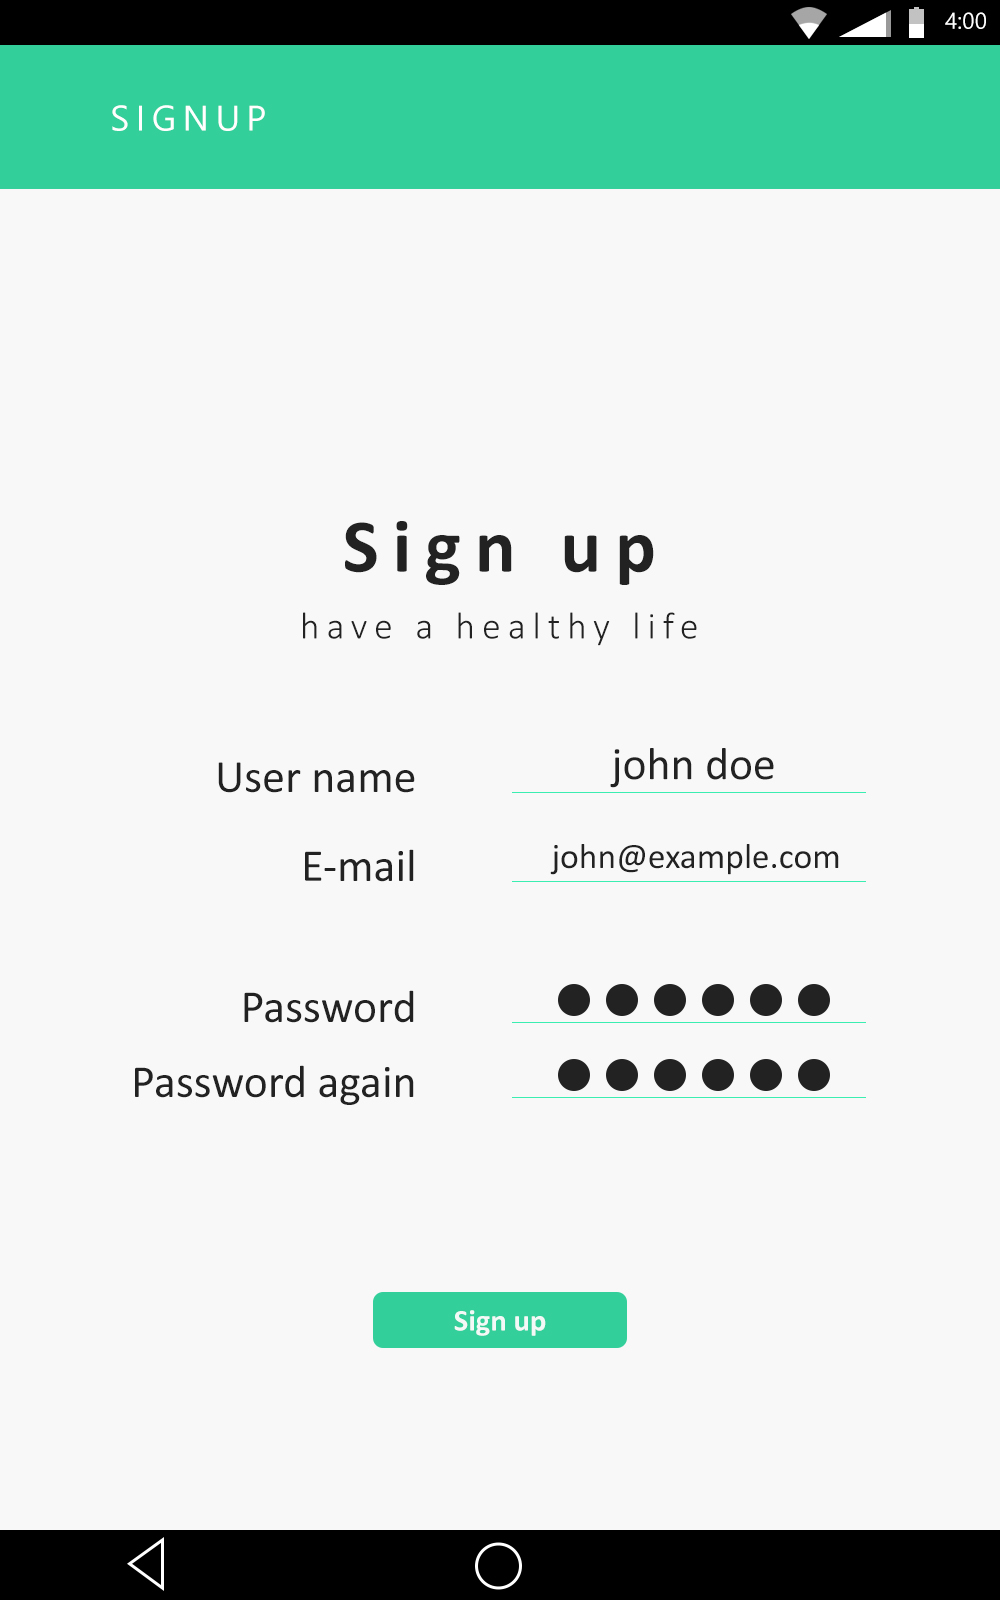 4:00
SIGNUP
Sign up
have a healthy life
User name john doe
E-mail john@example.com
Password ●●●●●●
Password again ●●●●●●
Sign up